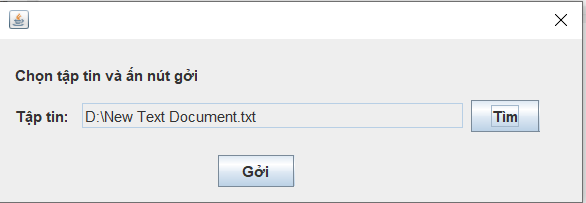 Chọn tập tin và ấn nút gởi
Tập tin: D:\New Text Document.txt Tìm
Gởi